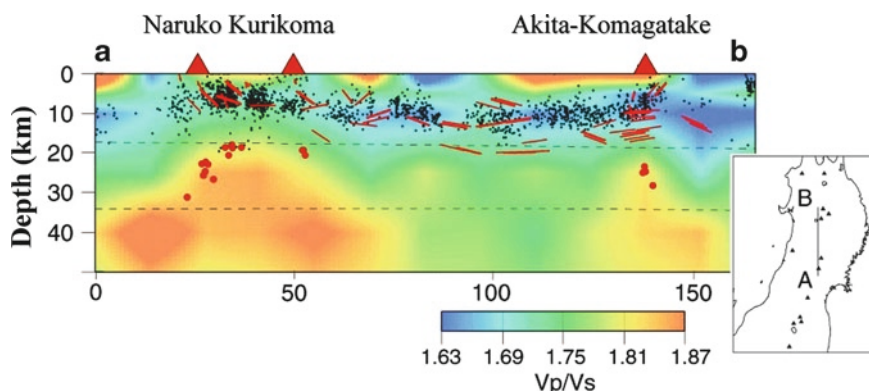 Naruko Kurikoma
Akita-Komagatake
a
b
0
10
20
30
40
Depth (km)
0
50
100
150
1.63
1.69
1.75
1.81
1.87
Vp/Vs
B
A